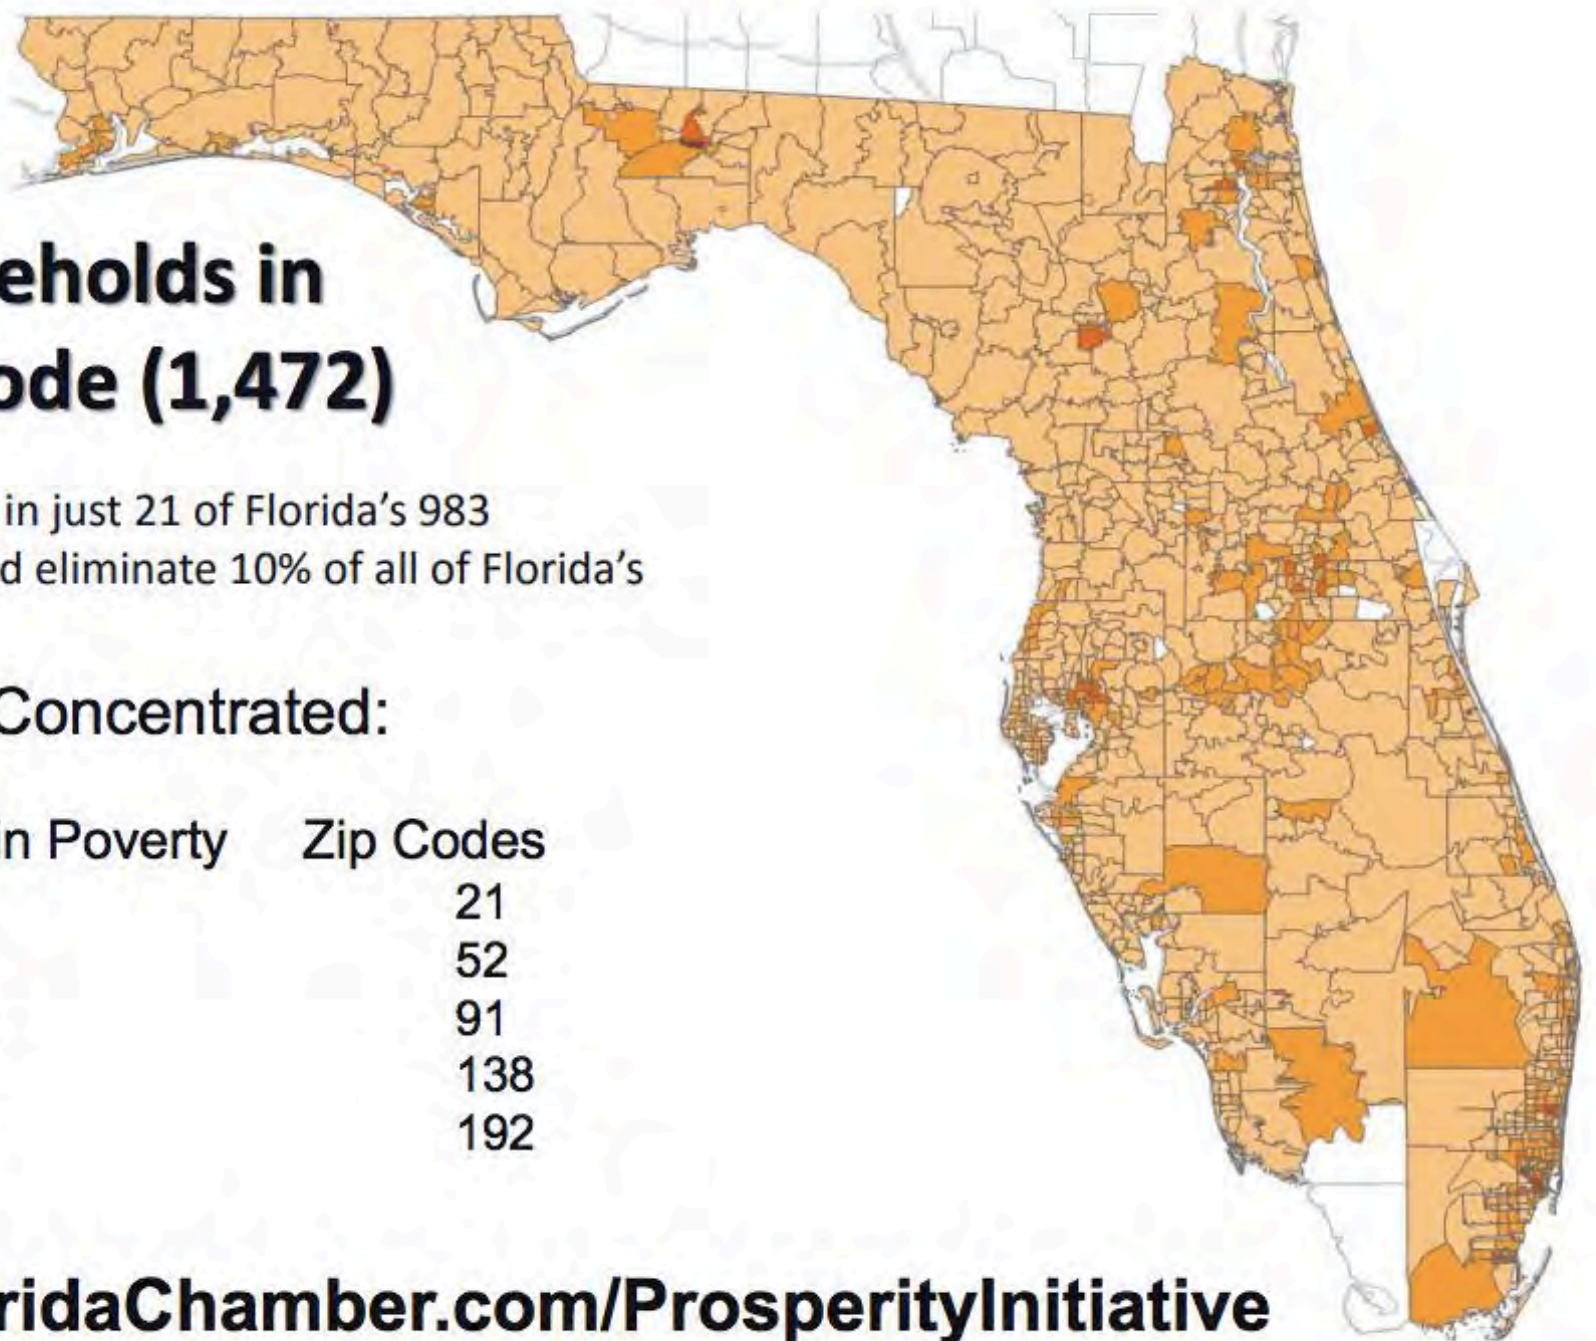 eholds in
ode (1,472)
in just 21 of Florida’s 983
d eliminate 10% of all of Florida’s
Concentrated:
in Poverty Zip Codes
21
52
91
138
192
ridaChamber.com/ProsperityInitiative